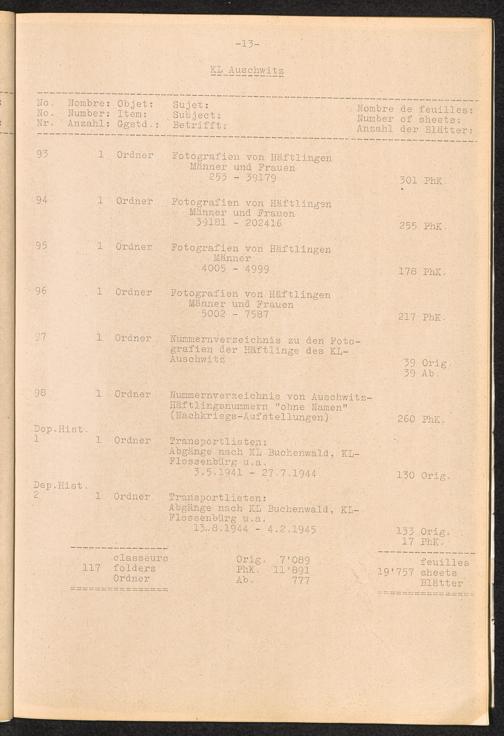 -13-
KL Auschwitz
No. Nombre: Objet: Sujet: Nombre de feuilles:
No. Number: Item: Subject: Number of sheets:
Nr. Anzahl: Ggstd.: Betrifft: Anzahl der Blätter:
93 1 Ordner Fotografien von Häftlingen
Männer und Frauen
253 - 39179 301 PhK.
94 1 Ordner Fotografien von Häftlingen
Männer und Frauen
39181 - 202416 255 PhK.
95 1 Ordner Fotografien von Häftlingen
Männer
4005 - 4999 178 PhK.
96 1 Ordner Fotografien von Häftlingen
Männer und Frauen
5002 - 7587 217 PhK.
97 1 Ordner Nummernverzeichnis zu den Foto-
grafien der Häftlinge des KL-
Auschwitz 39 Orig.
39 Ab.
98 1 Ordner Nummernverzeichnis von Auschwitz-
Häftlingsnummern "ohne Namen"
(Nachkriegs-Aufstellungen) 260 PhK.
Dop.Hist.
1 1 Ordner Transportlisten:
Abgänge nach KL Buchenwald, KL-
Flossenbürg u.a.
3.5.1941 - 27.7.1944 130 Orig.
Dep.Hist.
2 1 Ordner Transportlisten:
Abgänge nach KL Buchenwald, KL-
Flossenbürg u.a.
13.8.1944 - 4.2.1945 133 Orig.
17 PhK.
classeurs Orig. 7'089 feuilles
117 folders PhK. 11'891 19'757 sheets
Ordner Ab. 777 Blätter